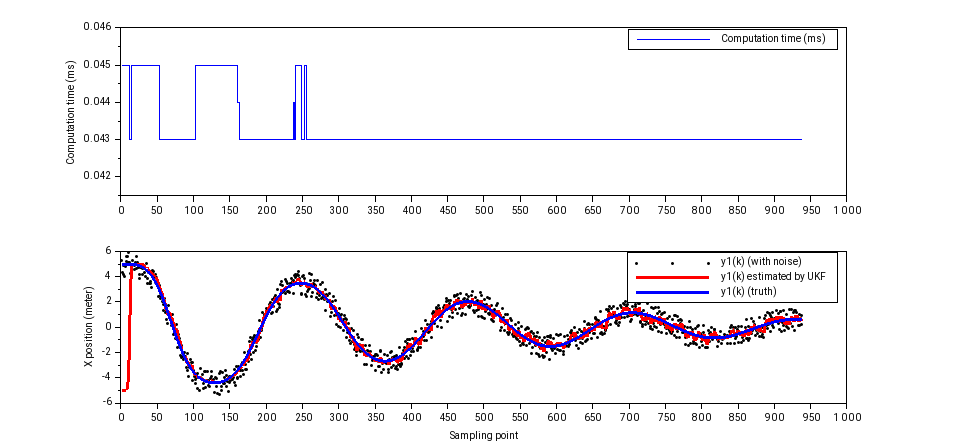 0.046
0.045
0.044
0.043
0.042
Computation time (ms)
Computation time (ms)
0 50 100 150 200 250 300 350 400 450 500 550 600 650 700 750 800 850 900 950 1 000
6
4
2
0
-2
-4
-6
X position (meter)
y1(k) (with noise)
y1(k) estimated by UKF
y1(k) (truth)
0 50 100 150 200 250 300 350 400 450 500 550 600 650 700 750 800 850 900 950 1 000
Sampling point